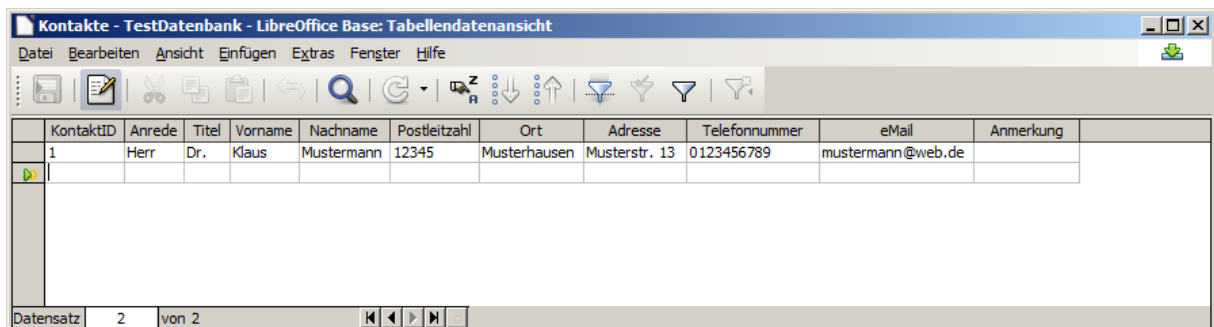 Kontakte - TestDatenbank - LibreOffice Base: Tabellendatenansicht
Datei Bearbeiten Ansicht Einfügen Extras Fenster Hilfe
Z
A
KontaktID Anrede Titel Vorname Nachname Postleitzahl Ort Adresse Telefonnummer eMail Anmerkung
1 Herr Dr. Klaus Mustermann 12345 Musterhausen Musterstr. 13 0123456789 mustermann@web.de
Datensatz 2 von 2